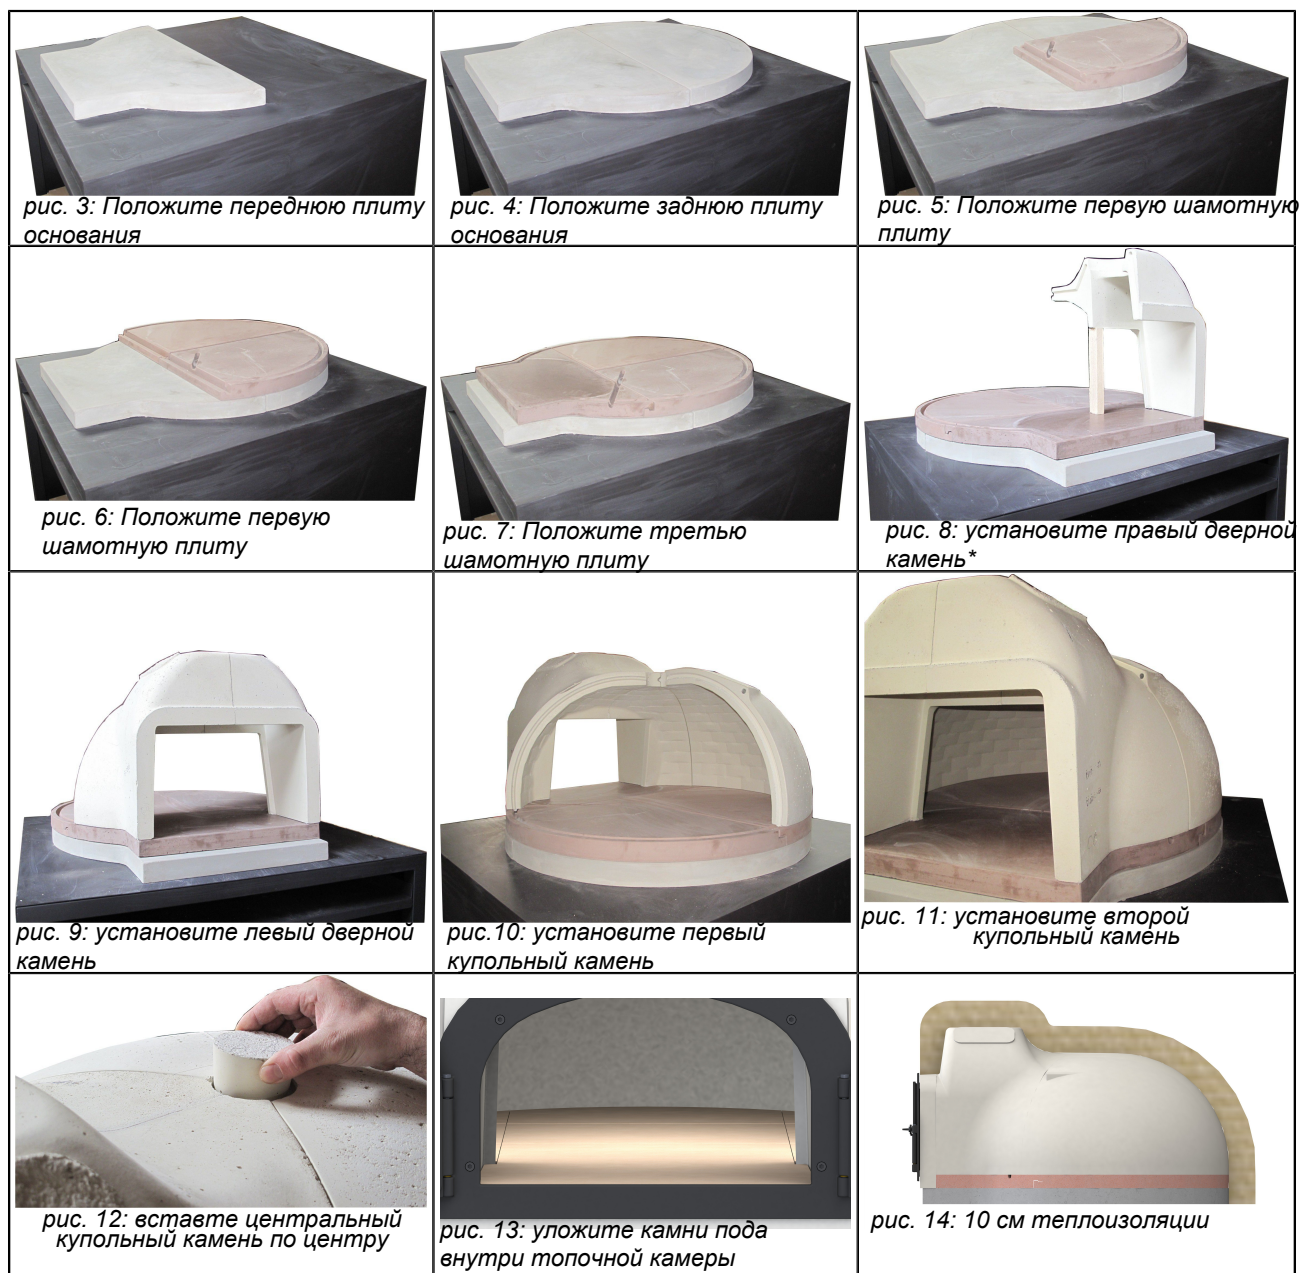 рис. 3: Положите переднюю плиту
основания
рис. 4: Положите заднюю плиту
основания
рис. 5: Положите первую шамотную
плиту
рис. 6: Положите первую
шамотную плиту
рис. 7: Положите третью
шамотную плиту
рис. 8: установите правый дверной
камень*
рис. 9: установите левый дверной
камень
рис.10: установите первый
купольный камень
рис. 11: установите второй
купольный камень
рис. 12: вставте центральный
купольный камень по центру
рис. 13: уложите камни пода
внутри топочной камеры
рис. 14: 10 см теплоизоляции